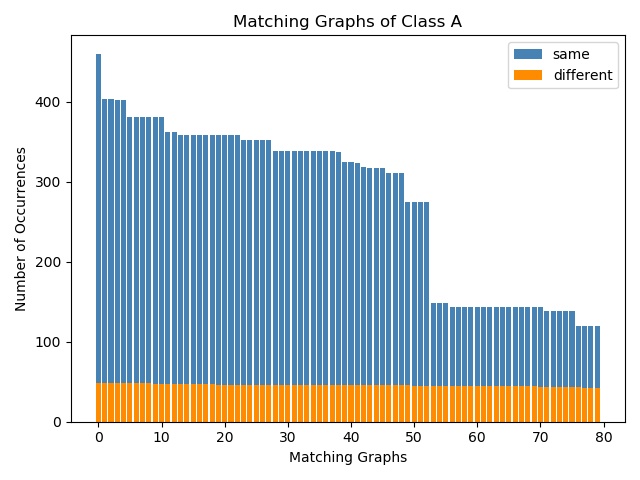 Matching Graphs of Class A
same
different
Number of Occurrences
400
300
200
100
0
0 10 20 30 40 50 60 70 80
Matching Graphs